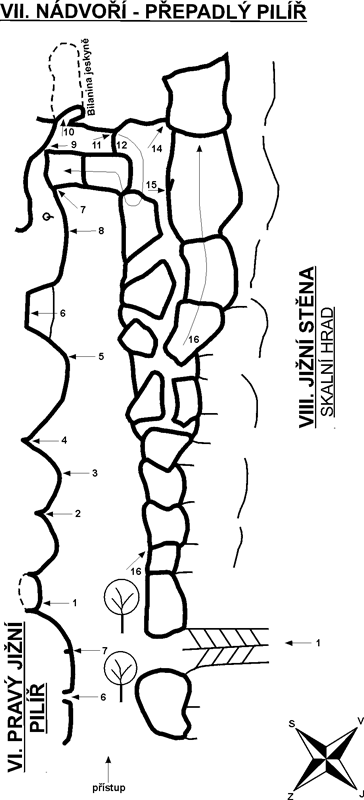 VII. NÁDVOŘÍ - PŘEPADLÝ PILÍŘ
Bilanina jeskyně
10
9
11
12
14
15
7
8
6
16
5
VIII. JIŽNÍ STĚNA
SKALNÍ HRAD
4
3
2
16
1
1
VI. PRAVÝ JIŽNÍ
PILÍŘ
7
6
přístup
S
V
Z
J